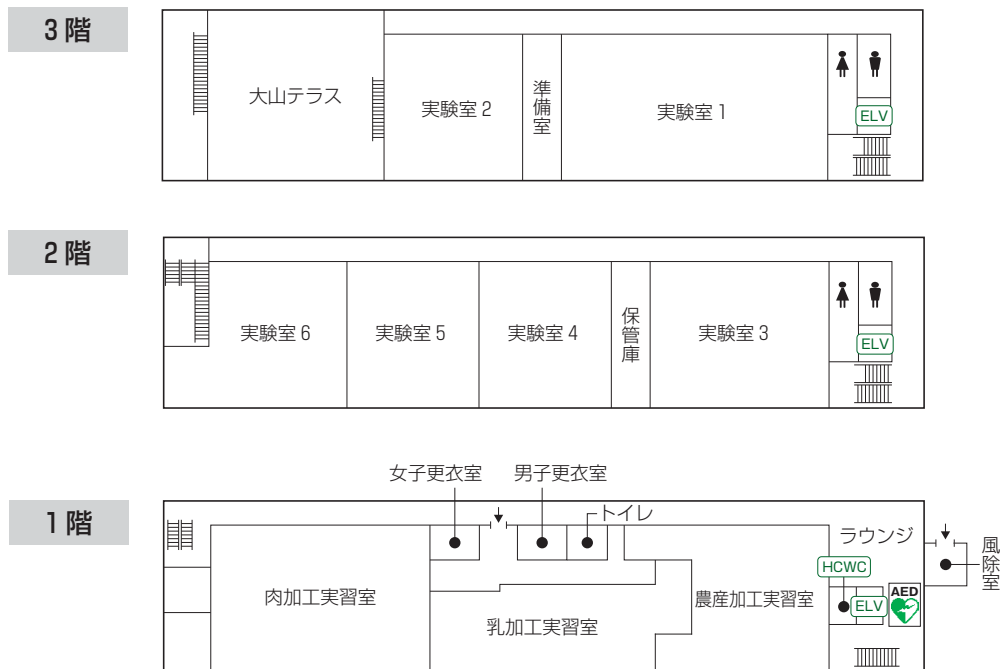 3階
大山テラス
実験室2
準備室
実験室1
ELV
2階
実験室6
実験室5
実験室4
保管庫
実験室3
ELV
女子更衣室
男子更衣室
1階
トイレ
ラウンジ
風除室
HCWC
肉加工実習室
農産加工実習室
AED
ELV
乳加工実習室